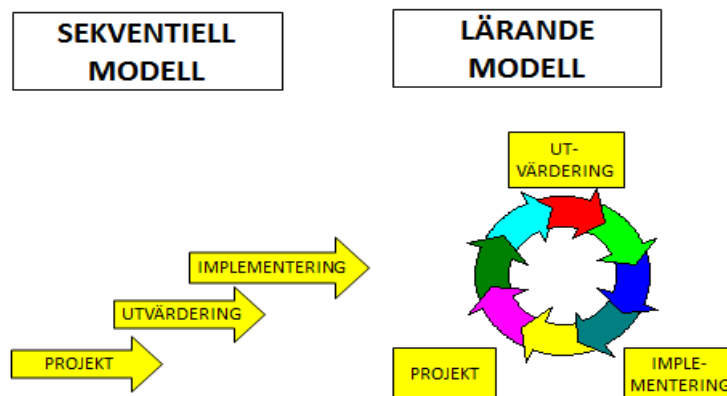 SEKVENTIELL
MODELL
LÄRANDE
MODELL
UT-
VÄRDERING
IMPLEMENTERING
UTVÄRDERING
PROJEKT
PROJEKT
IMPLE-
MENTERING